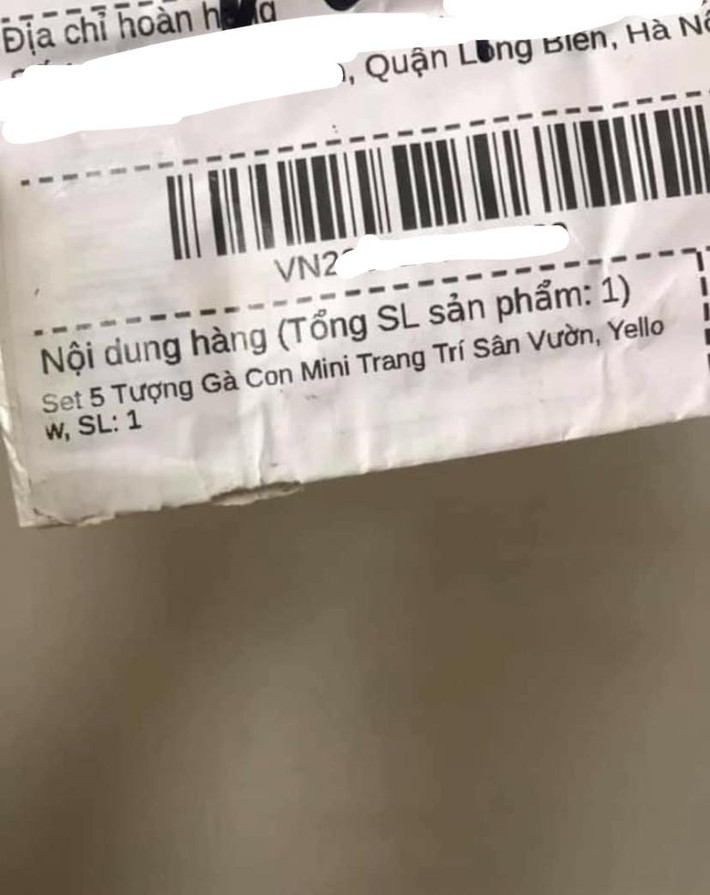 Địa chỉ hoàn
, Quận Long Biên, Hà
VN2
Nội dung hàng (Tổng SL sản phẩm: 1)
Set 5 Tượng Gà Con Mini Trang Trí Sân Vườn, Yello
w, SL: 1